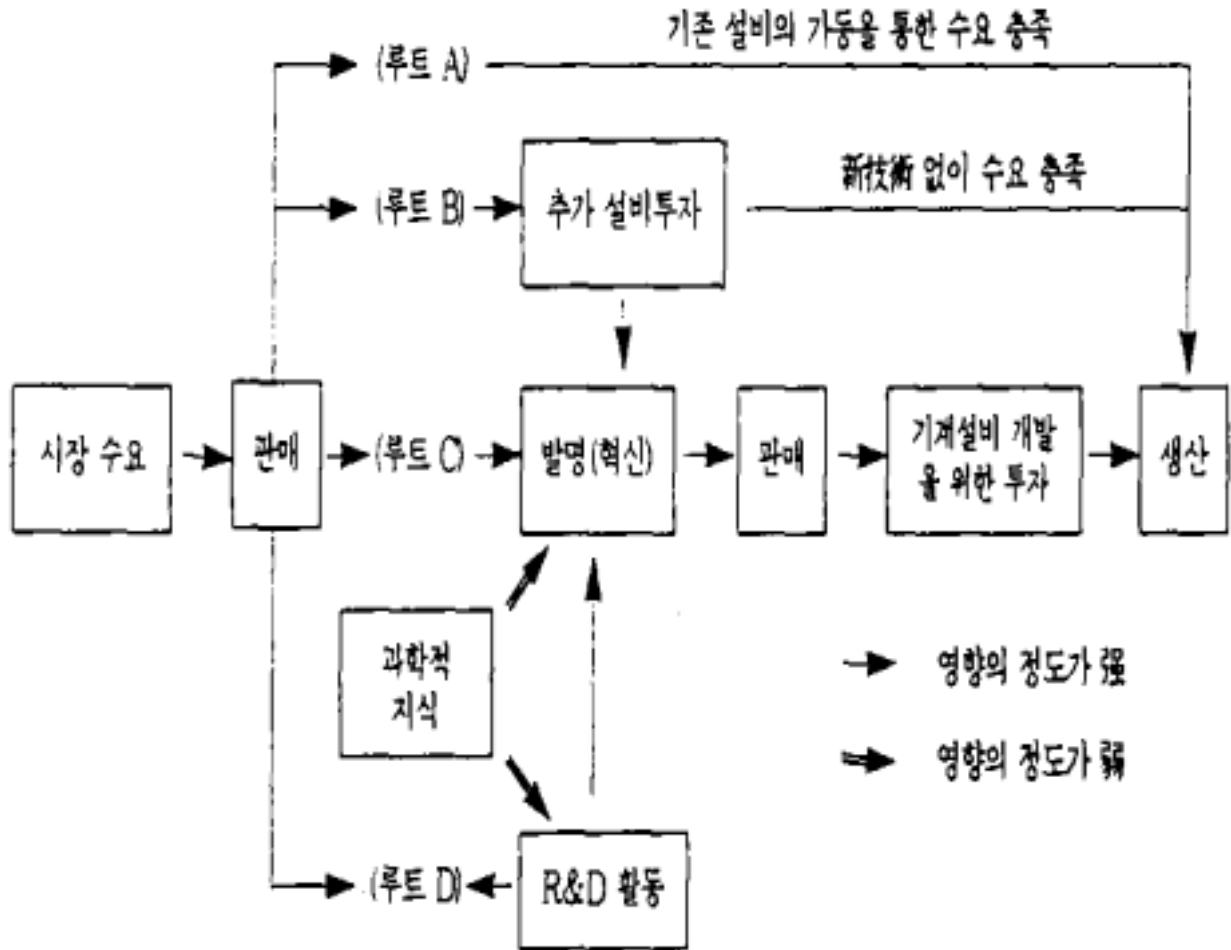 기존 설비의 가동을 통한 수요 충족
(루트 A)
新技術 없이 수요 충족
(루트 B)
추가 설비투자
시장 수요
판매
(루트 C)
발명(혁신)
판매
기계설비 개발
을 위한 투자
생산
과학적
지식
영향의 정도가 强
영향의 정도가 弱
(루트 D)
R&D 활동